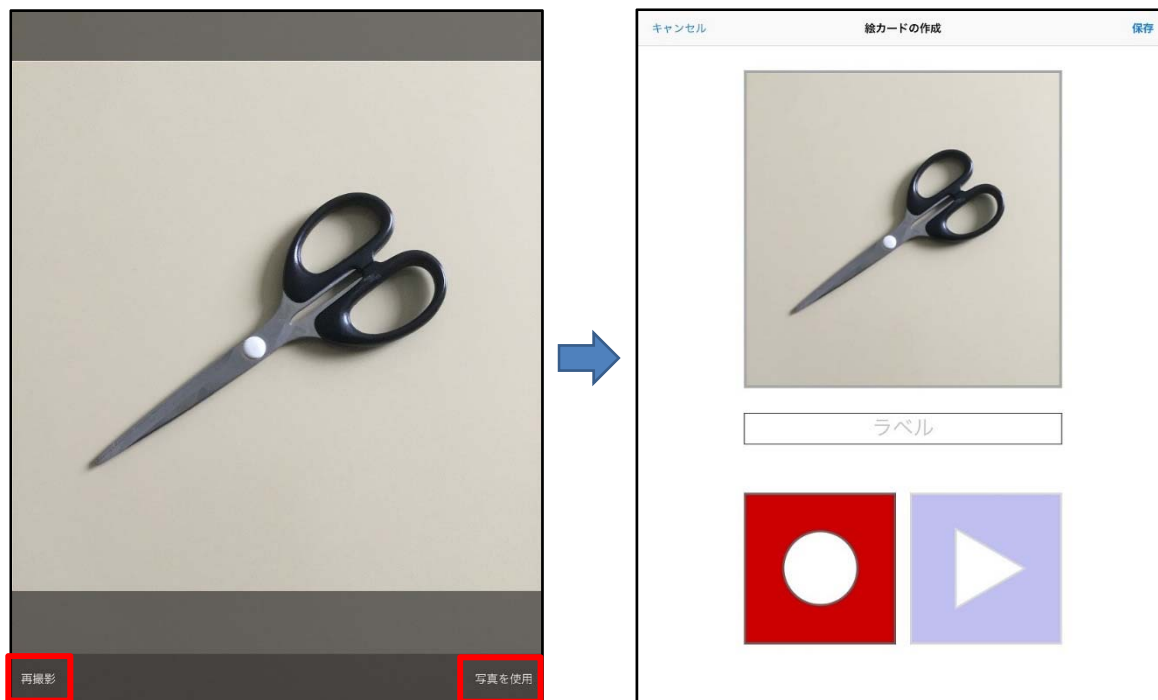 再撮影
写真を使用
キャンセル
絵カードの作成
保存
ラベル